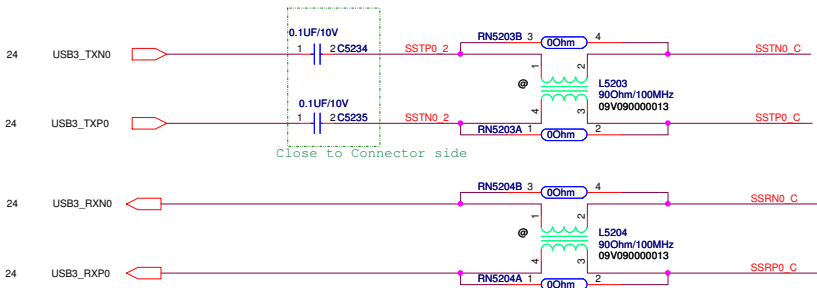 0.1UF/10V
RN5203B 3 0Ohm 4
24 USB3_TXN0 1 2 C5234 SSTP0_2 SSTN0_C
1 2
@ L5203
90Ohm/100MHz
09V090000013
0.1UF/10V
4 3
24 USB3_TXP0 1 2 C5235 SSTN0_2 SSTP0_C
RN5203A 1 0Ohm 2
Close to Connector side
RN5204B 3 0Ohm 4
24 USB3_RXN0 SSRN0_C
1 2
@ L5204
90Ohm/100MHz
09V090000013
4 3
24 USB3_RXP0 SSRP0_C
RN5204A 1 0Ohm 2